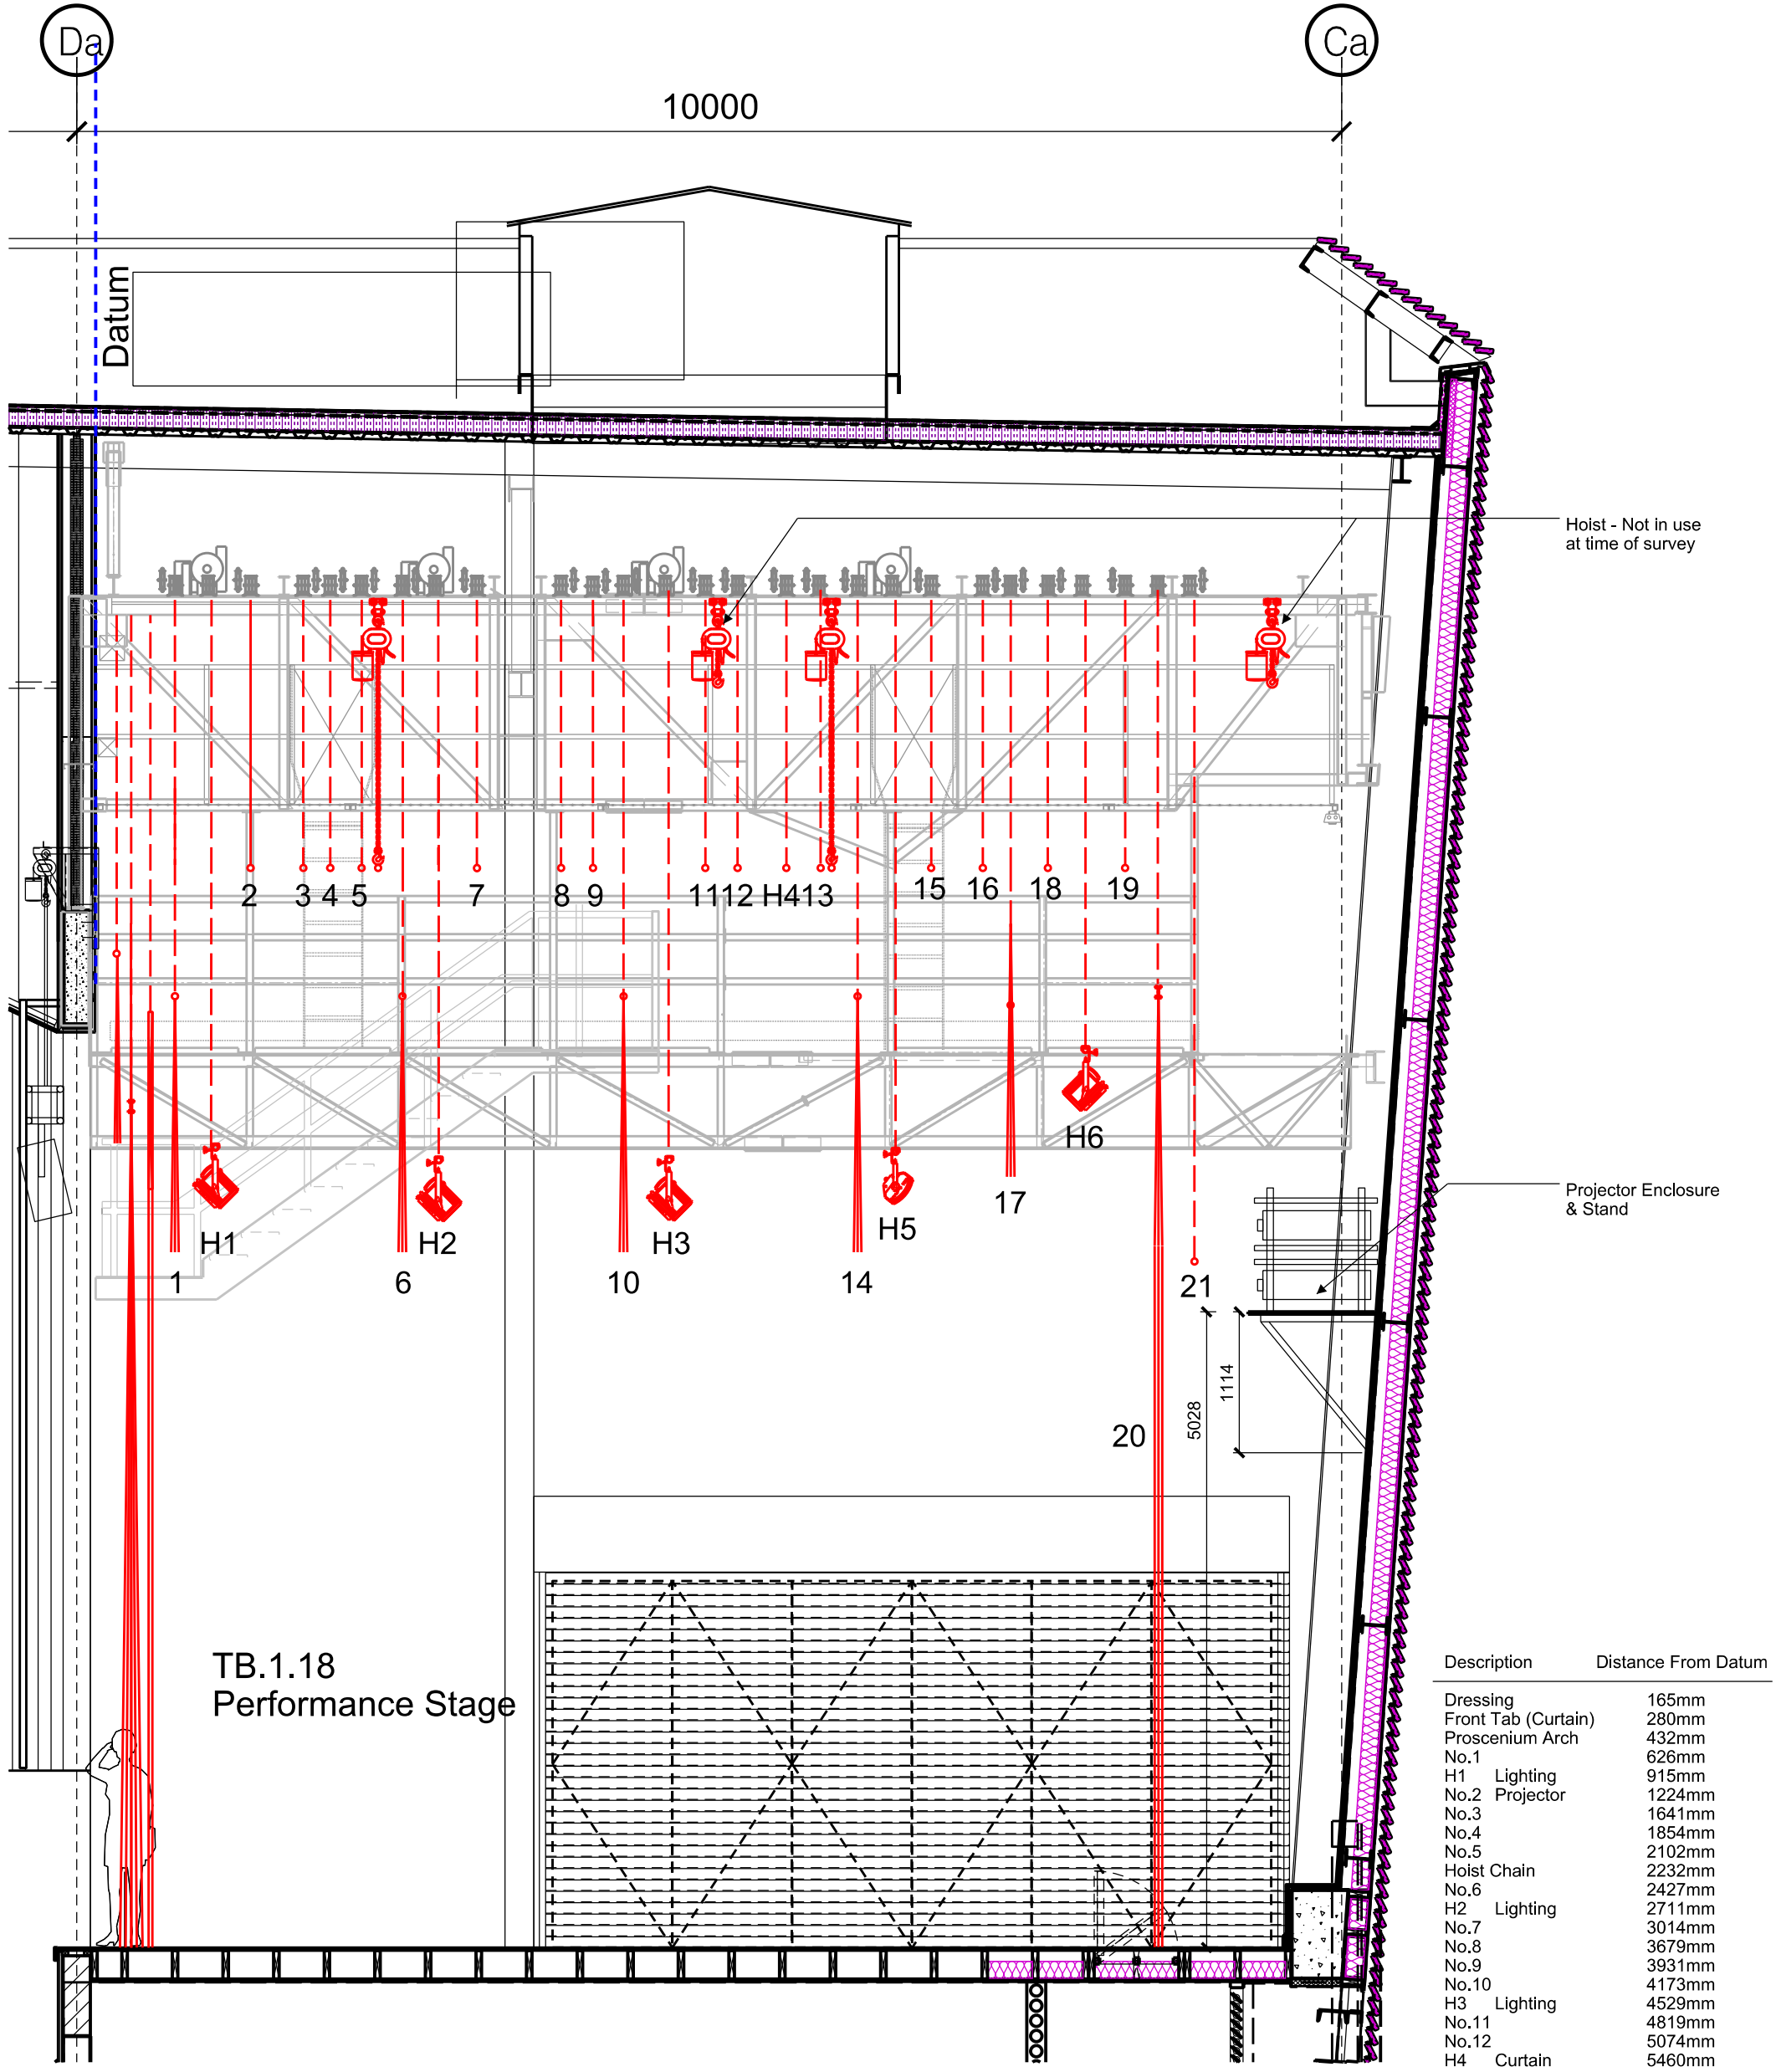 Da
Ca
10000
Datum
Hoist - Not in use
at time of survey
2 3 4 5 7 8 9 11 12 H4 13 15 16 18 19
H6
17
H1 H2 H3 H5
1 6 10 14 21
Projector Enclosure
& Stand
1114
5028
20
TB.1.18
Performance Stage
Description Distance From Datum
Dressing 165mm
Front Tab (Curtain) 280mm
Proscenium Arch 432mm
No.1 626mm
H1 Lighting 915mm
No.2 Projector 1224mm
No.3 1641mm
No.4 1854mm
No.5 2102mm
Hoist Chain 2232mm
No.6 2427mm
H2 Lighting 2711mm
No.7 3014mm
No.8 3679mm
No.9 3931mm
No.10 4173mm
H3 Lighting 4529mm
No.11 4819mm
No.12 5074mm
H4 Curtain 5460mm